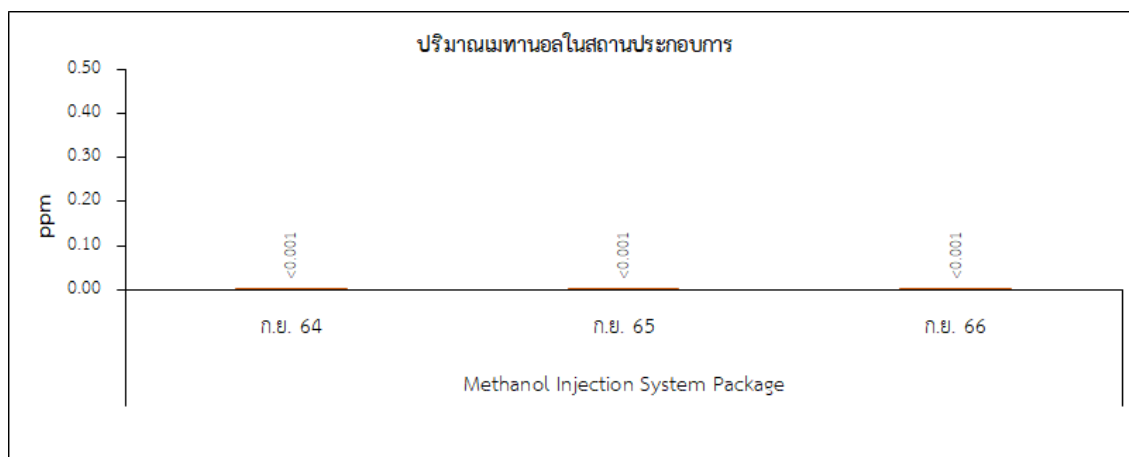 ปริมาณเมทานอลในสถานประกอบการ
0.50
0.40
0.30
0.20
0.10
0.00
ppm
<0.001
<0.001
<0.001
ก.ย. 64
ก.ย. 65
ก.ย. 66
Methanol Injection System Package